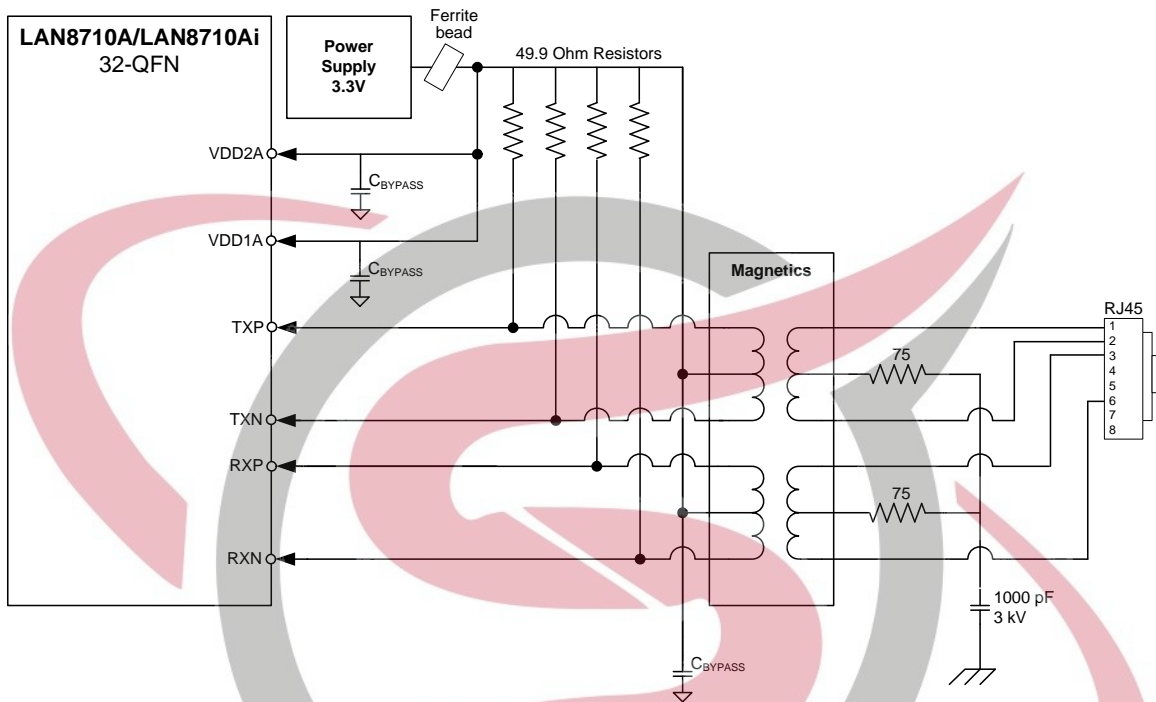 LAN8710A/LAN8710Ai
32-QFN
Power
Supply
3.3V
Ferrite
bead
49.9 Ohm Resistors
VDD2A
CBYPASS
VDD1A
CBYPASS
Magnetics
TXP
RJ45
1
2
3
4
5
6
7
8
75
TXN
RXP
75
RXN
1000 pF
3 kV
CBYPASS